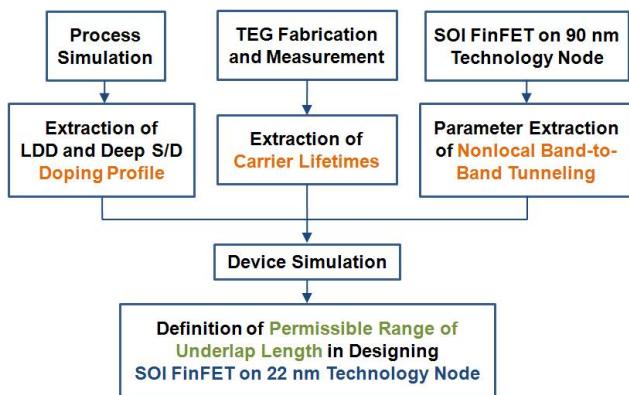 Process
Simulation
TEG Fabrication
and Measurement
SOI FinFET on 90 nm
Technology Node
Extraction of
LDD and Deep S/D
Doping Profile
Extraction of
Carrier Lifetimes
Parameter Extraction
of Nonlocal Band-to-
Band Tunneling
Device Simulation
Definition of Permissible Range of
Underlap Length in Designing
SOI FinFET on 22 nm Technology Node